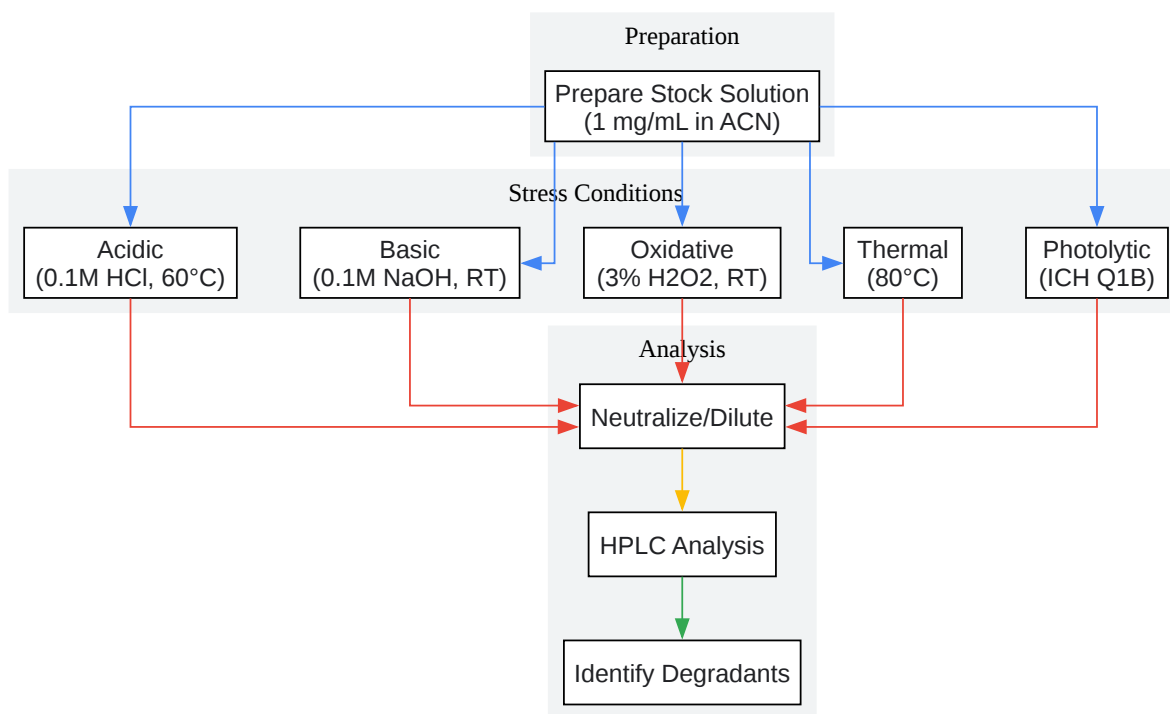 Preparation
Prepare Stock Solution
(1 mg/mL in ACN)
Stress Conditions
Acidic
(0.1M HCl, 60°C)
Basic
(0.1M NaOH, RT)
Oxidative
(3% H2O2, RT)
Thermal
(80°C)
Photolytic
(ICH Q1B)
Analysis
Neutralize/Dilute
HPLC Analysis
Identify Degradants